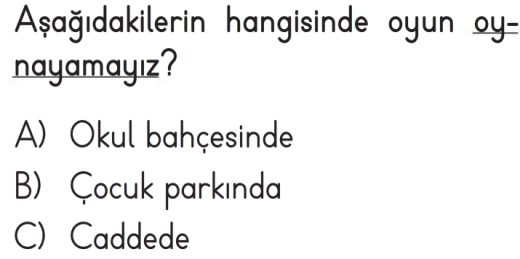 Aşağıdakilerin hangisinde oyun oy-
nayamayız?
A) Okul bahçesinde
B) Çocuk parkında
C) Caddede